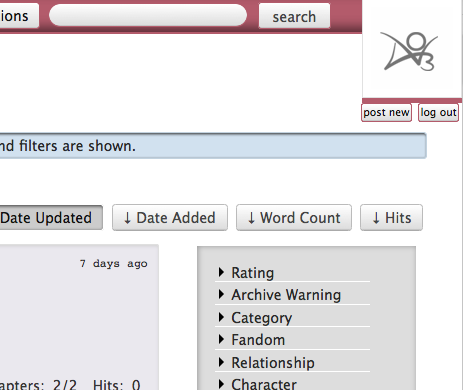 ions search
post new log out
nd filters are shown.
Date Updated ↓ Date Added ↓ Word Count ↓ Hits
7 days ago
Rating
Archive Warning
Category
Fandom
Relationship
apters: 2/2 Hits: 0
Character